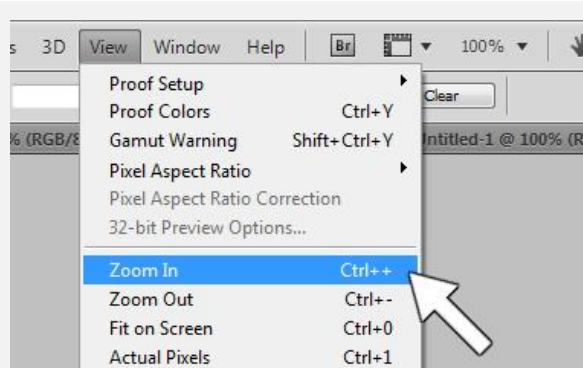 s 3D View Window Help Br 100%
Clear
% (RGB/8 Untitled-1 @ 100% (R
Proof Setup
Proof Colors Ctrl+Y
Gamut Warning Shift+Ctrl+Y
Pixel Aspect Ratio
Pixel Aspect Ratio Correction
32-bit Preview Options...
Zoom In Ctrl++
Zoom Out Ctrl+-
Fit on Screen Ctrl+0
Actual Pixels Ctrl+1